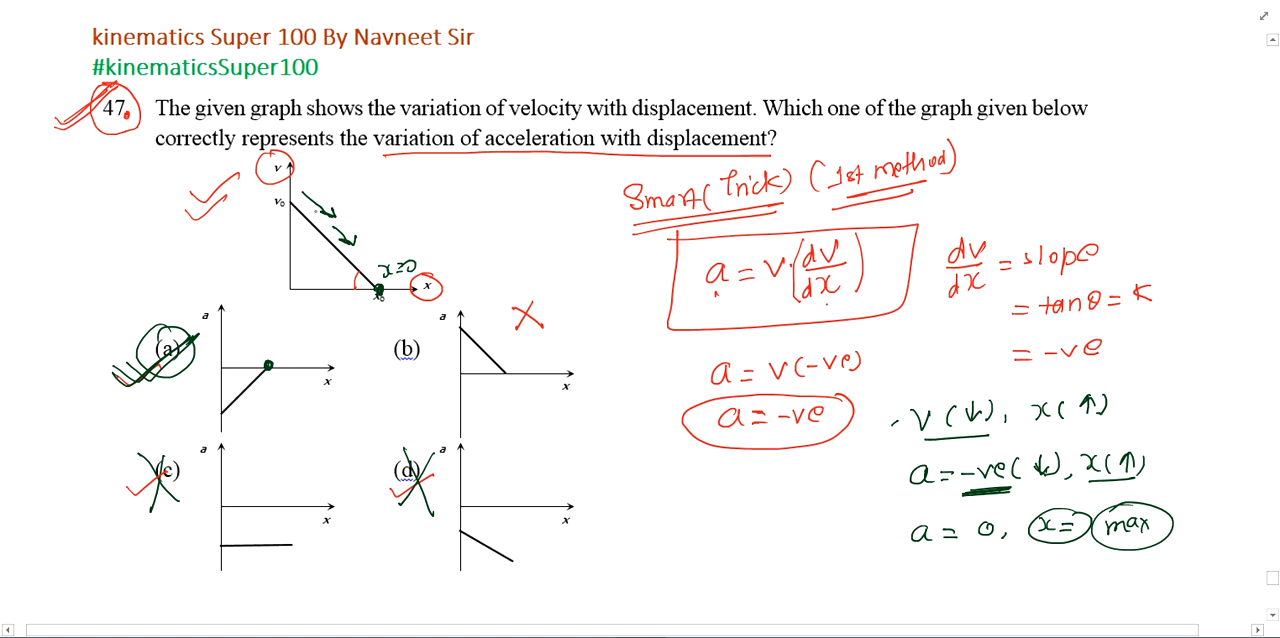 kinematics Super 100 By Navneet Sir
#kinematicsSuper100
47. The given graph shows the variation of velocity with displacement. Which one of the graph given below
correctly represents the variation of acceleration with displacement?
v
v₀
x=0
x₀
x
Smart(Trick) (1st method)
a = v.(dv/dx)
dv/dx = slope
= tanθ = K
= -ve
a = v(-ve)
a = -ve
v(↓), x(↑)
a = -ve(↓), x(↑)
a = 0, x = max
(a)
a
x
(b)
a
x
(c)
a
x
(d)
a
x